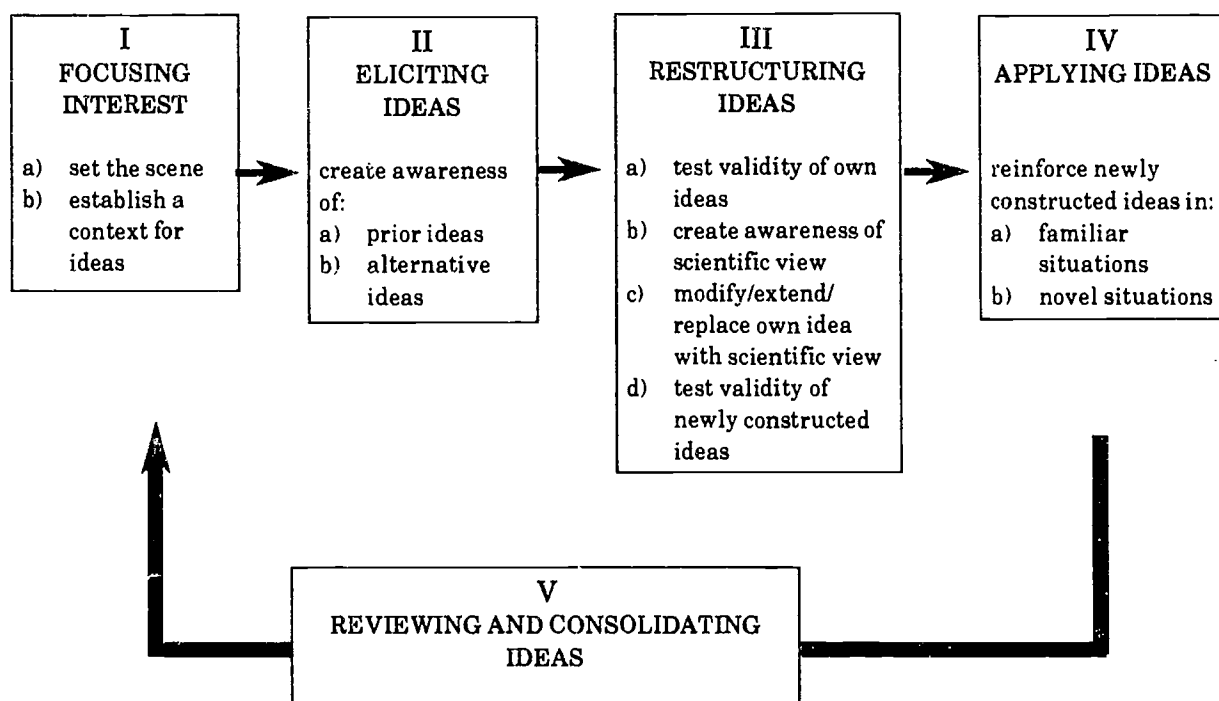 I
FOCUSING
INTEREST
a) set the scene
b) establish a
context for
ideas
II
ELICITING
IDEAS
create awareness
of:
a) prior ideas
b) alternative
ideas
III
RESTRUCTURING
IDEAS
a) test validity of own
ideas
b) create awareness of
scientific view
c) modify/extend/
replace own idea
with scientific view
d) test validity of
newly constructed
ideas
IV
APPLYING IDEAS
reinforce newly
constructed ideas in:
a) familiar
situations
b) novel situations
V
REVIEWING AND CONSOLIDATING
IDEAS